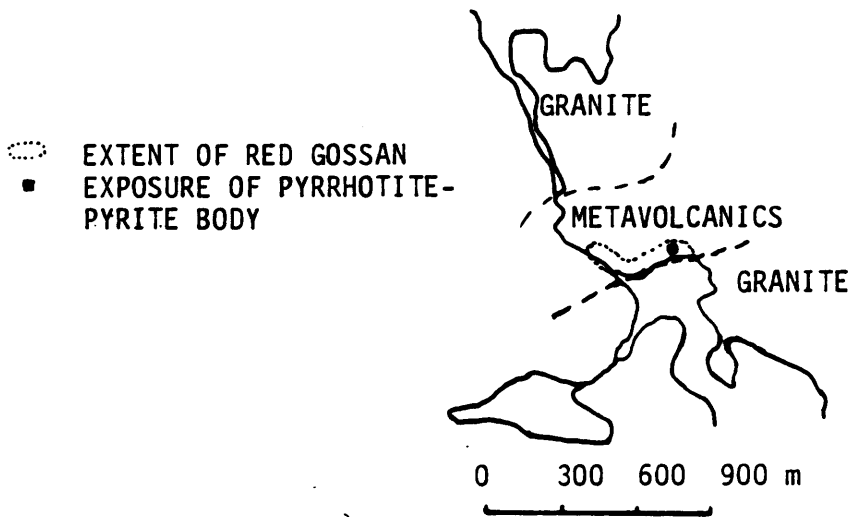 GRANITE
EXTENT OF RED GOSSAN
EXPOSURE OF PYRRHOTITE-
PYRITE BODY
METAVOLCANICS
GRANITE
0 300 600 900 m